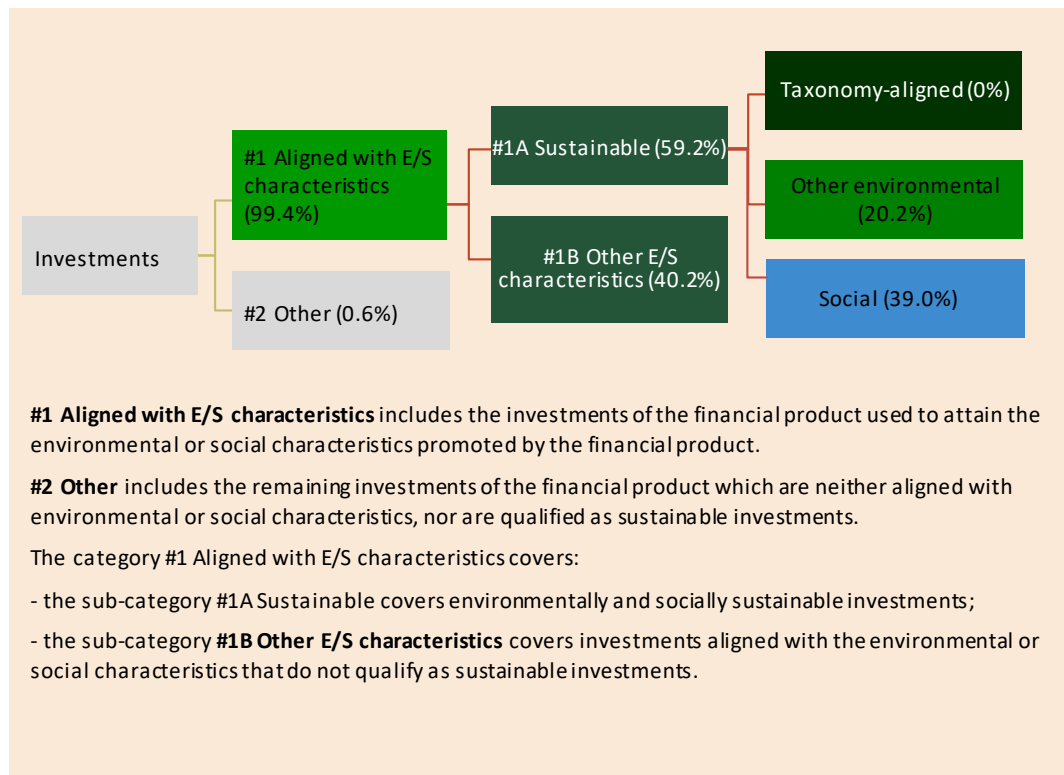 Investments
#1 Aligned with E/S
characteristics
(99.4%)
#2 Other (0.6%)
#1A Sustainable (59.2%)
#1B Other E/S
characteristics (40.2%)
Taxonomy-aligned (0%)
Other environmental
(20.2%)
Social (39.0%)
#1 Aligned with E/S characteristics includes the investments of the financial product used to attain the
environmental or social characteristics promoted by the financial product.
#2 Other includes the remaining investments of the financial product which are neither aligned with
environmental or social characteristics, nor are qualified as sustainable investments.
The category #1 Aligned with E/S characteristics covers:
- the sub-category #1A Sustainable covers environmentally and socially sustainable investments;
- the sub-category #1B Other E/S characteristics covers investments aligned with the environmental or
social characteristics that do not qualify as sustainable investments.